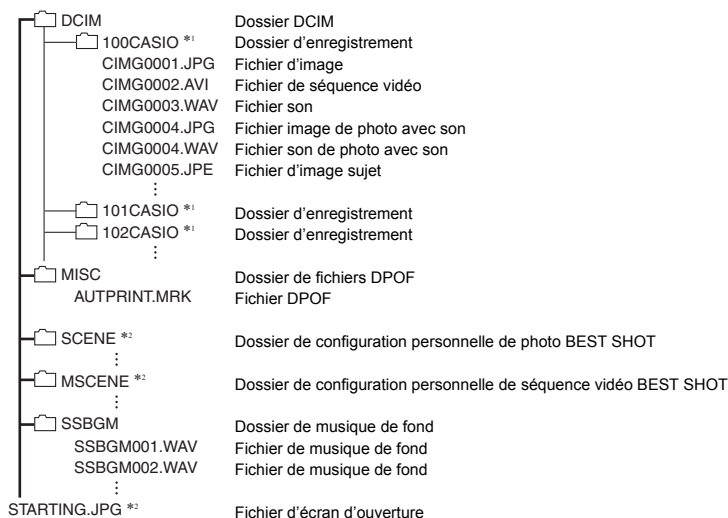 DCIM Dossier DCIM
100CASIO *1 Dossier d'enregistrement
CIMG0001.JPG Fichier d'image
CIMG0002.AVI Fichier de séquence vidéo
CIMG0003.WAV Fichier son
CIMG0004.JPG Fichier image de photo avec son
CIMG0004.WAV Fichier son de photo avec son
CIMG0005.JPE Fichier d'image sujet
101CASIO *1 Dossier d'enregistrement
102CASIO *1 Dossier d'enregistrement
MISC Dossier de fichiers DPOF
AUTPRINT.MRK Fichier DPOF
SCENE *2 Dossier de configuration personnelle de photo BEST SHOT
MSCENE *2 Dossier de configuration personnelle de séquence vidéo BEST SHOT
SSBGM Dossier de musique de fond
SSBGM001.WAV Fichier de musique de fond
SSBGM002.WAV Fichier de musique de fond
STARTING.JPG *2 Fichier d'écran d'ouverture